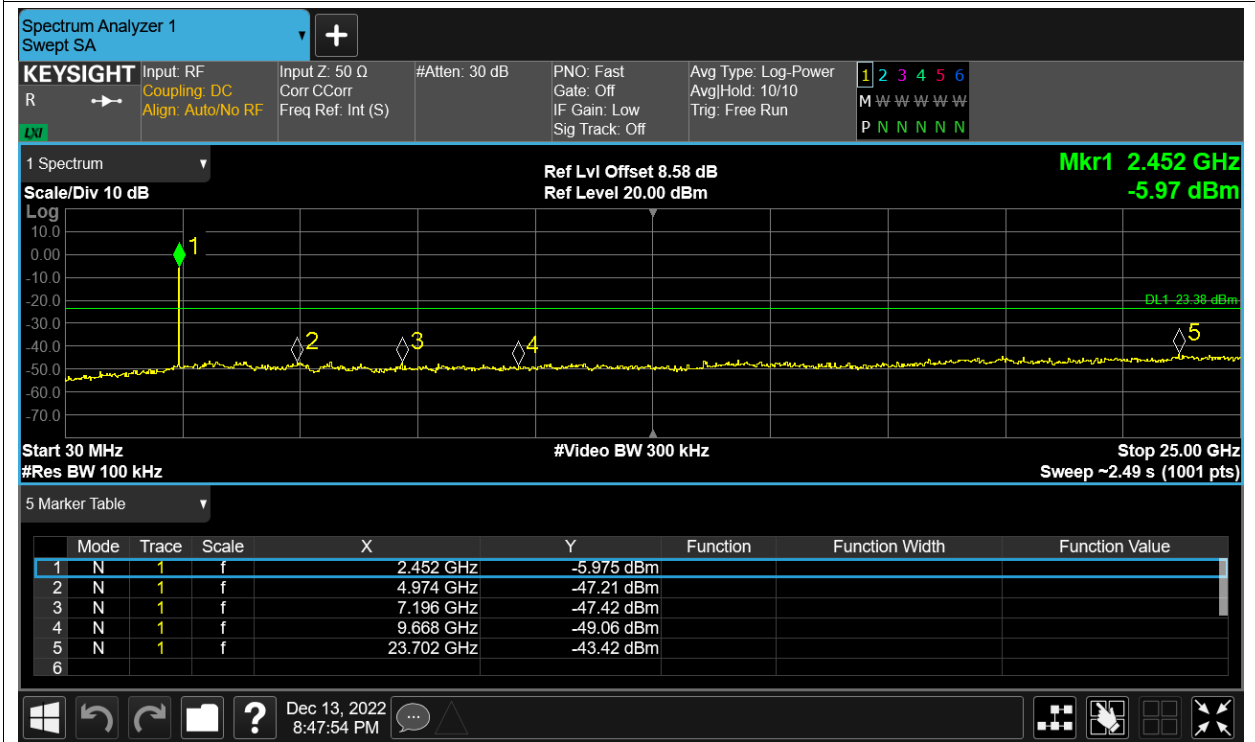 Spectrum Analyzer 1
Swept SA
+
KEYSIGHT
R
LXI
Input: RF
Coupling: DC
Align: Auto/No RF
Input Z: 50 Ω
Corr CCorr
Freq Ref: Int (S)
#Atten: 30 dB
PNO: Fast
Gate: Off
IF Gain: Low
Sig Track: Off
Avg Type: Log-Power
Avg|Hold: 10/10
Trig: Free Run
1 2 3 4 5 6
M W W W W W
P N N N N N
1 Spectrum
Scale/Div 10 dB
Ref Lvl Offset 8.58 dB
Ref Level 20.00 dBm
Mkr1 2.452 GHz
-5.97 dBm
Log
10.0
0.00
-10.0
-20.0
-30.0
-40.0
-50.0
-60.0
-70.0
1
2
3
4
5
DL1 -23.38 dBm
Start 30 MHz
#Res BW 100 kHz
#Video BW 300 kHz
Stop 25.00 GHz
Sweep ~2.49 s (1001 pts)
5 Marker Table
Mode Trace Scale X Y Function Function Width Function Value
1 N 1 f 2.452 GHz -5.975 dBm
2 N 1 f 4.974 GHz -47.21 dBm
3 N 1 f 7.196 GHz -47.42 dBm
4 N 1 f 9.668 GHz -49.06 dBm
5 N 1 f 23.702 GHz -43.42 dBm
6
?
Dec 13, 2022
8:47:54 PM